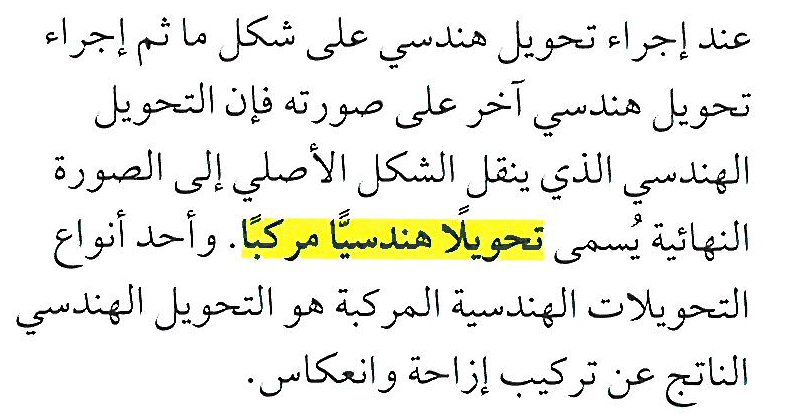 عند إجراء تحويل هندسي على شكل ما ثم إجراء
تحويل هندسي آخر على صورته فإن التحويل
الهندسي الذي ينقل الشكل الأصلي إلى الصورة
النهائية يُسمى تحويلًا هندسيًّا مركبًا. وأحد أنواع
التحويلات الهندسية المركبة هو التحويل الهندسي
الناتج عن تركيب إزاحة وانعكاس.